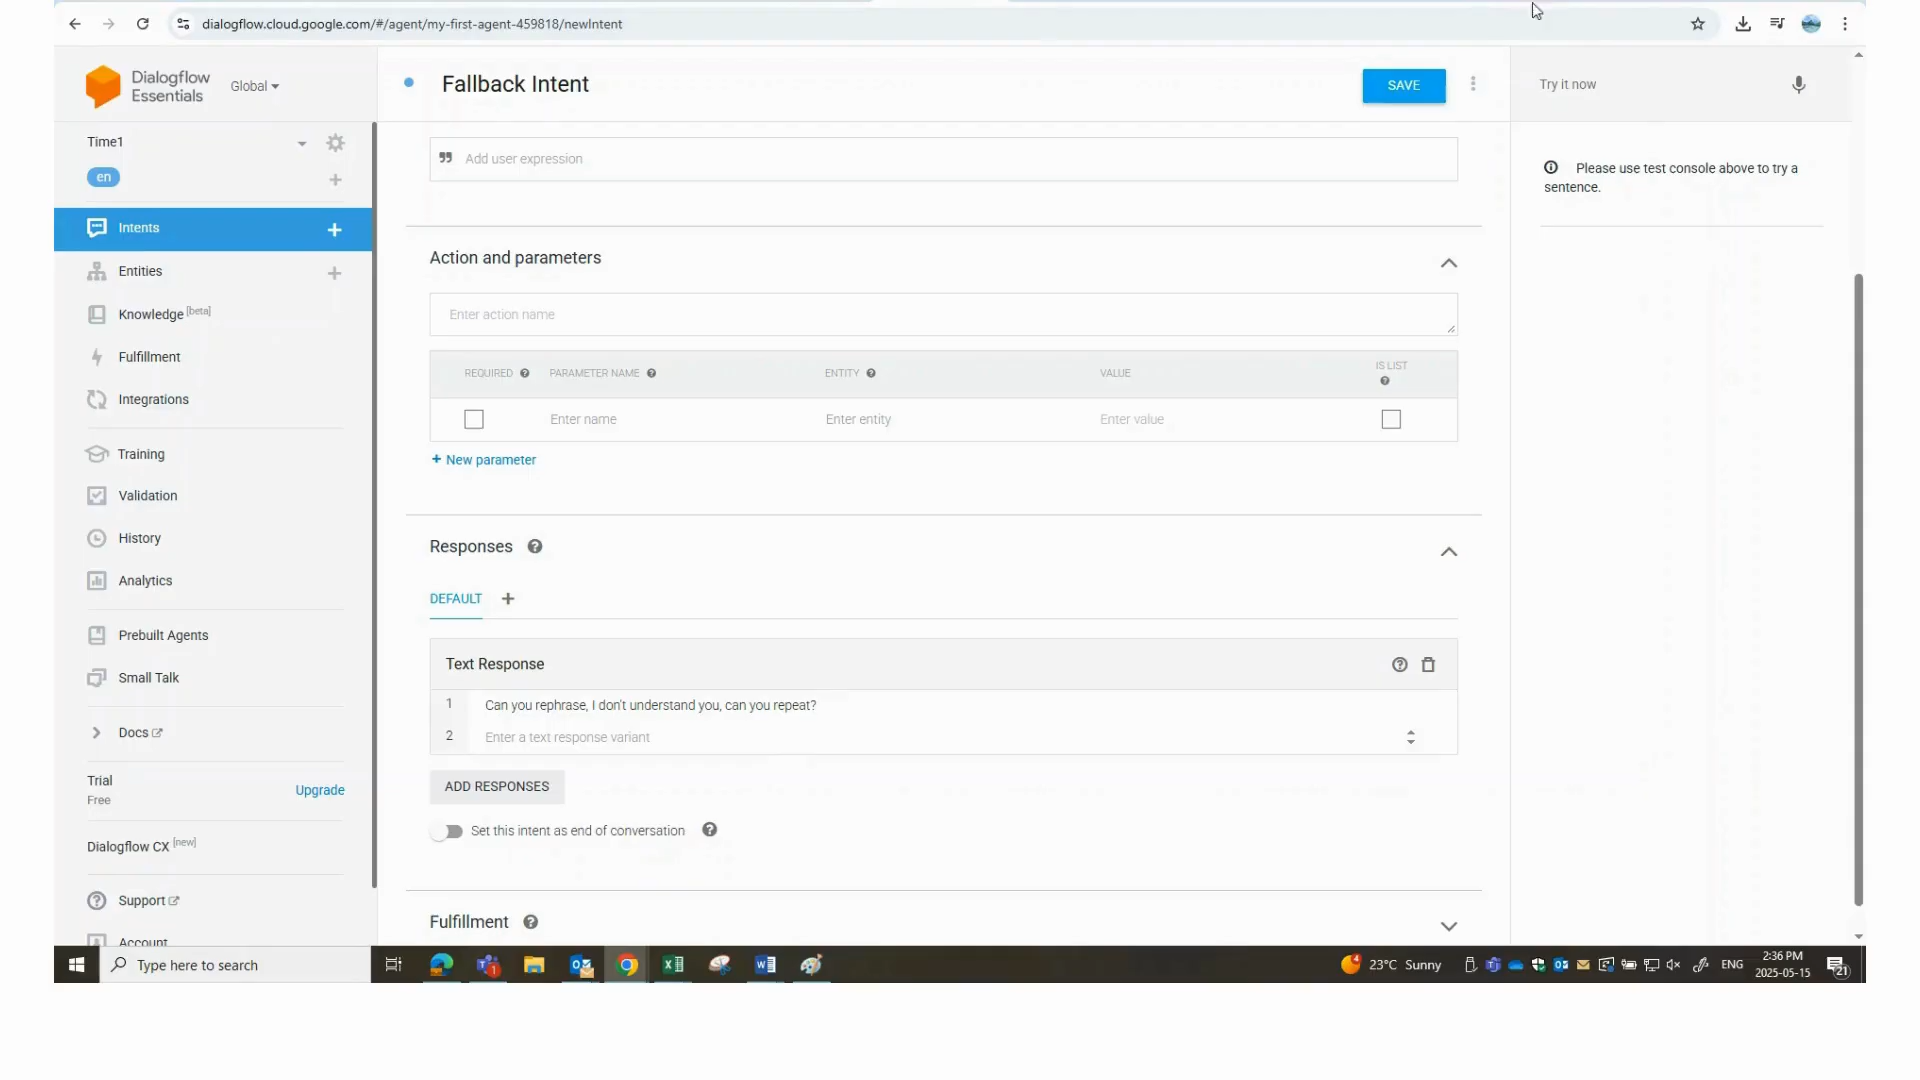 dialogflow.cloud.google.com/#/agent/my-first-agent-459818/newIntent
Dialogflow
Essentials
Global
Fallback Intent
SAVE
Try it now
Time1
en
Add user expression
Please use test console above to try a
sentence.
Intents
Entities
Knowledge [beta]
Fulfillment
Integrations
Training
Validation
History
Analytics
Prebuilt Agents
Small Talk
Docs
Trial
Free
Upgrade
Dialogflow CX [new]
Support
Account
Action and parameters
Enter action name
REQUIRED
PARAMETER NAME
ENTITY
VALUE
IS LIST
Enter name
Enter entity
Enter value
+ New parameter
Responses
DEFAULT
Text Response
1 Can you rephrase, I don't understand you, can you repeat?
2 Enter a text response variant
ADD RESPONSES
Set this intent as end of conversation
Fulfillment
Type here to search
23°C Sunny
ENG
2:36 PM
2025-05-15
21